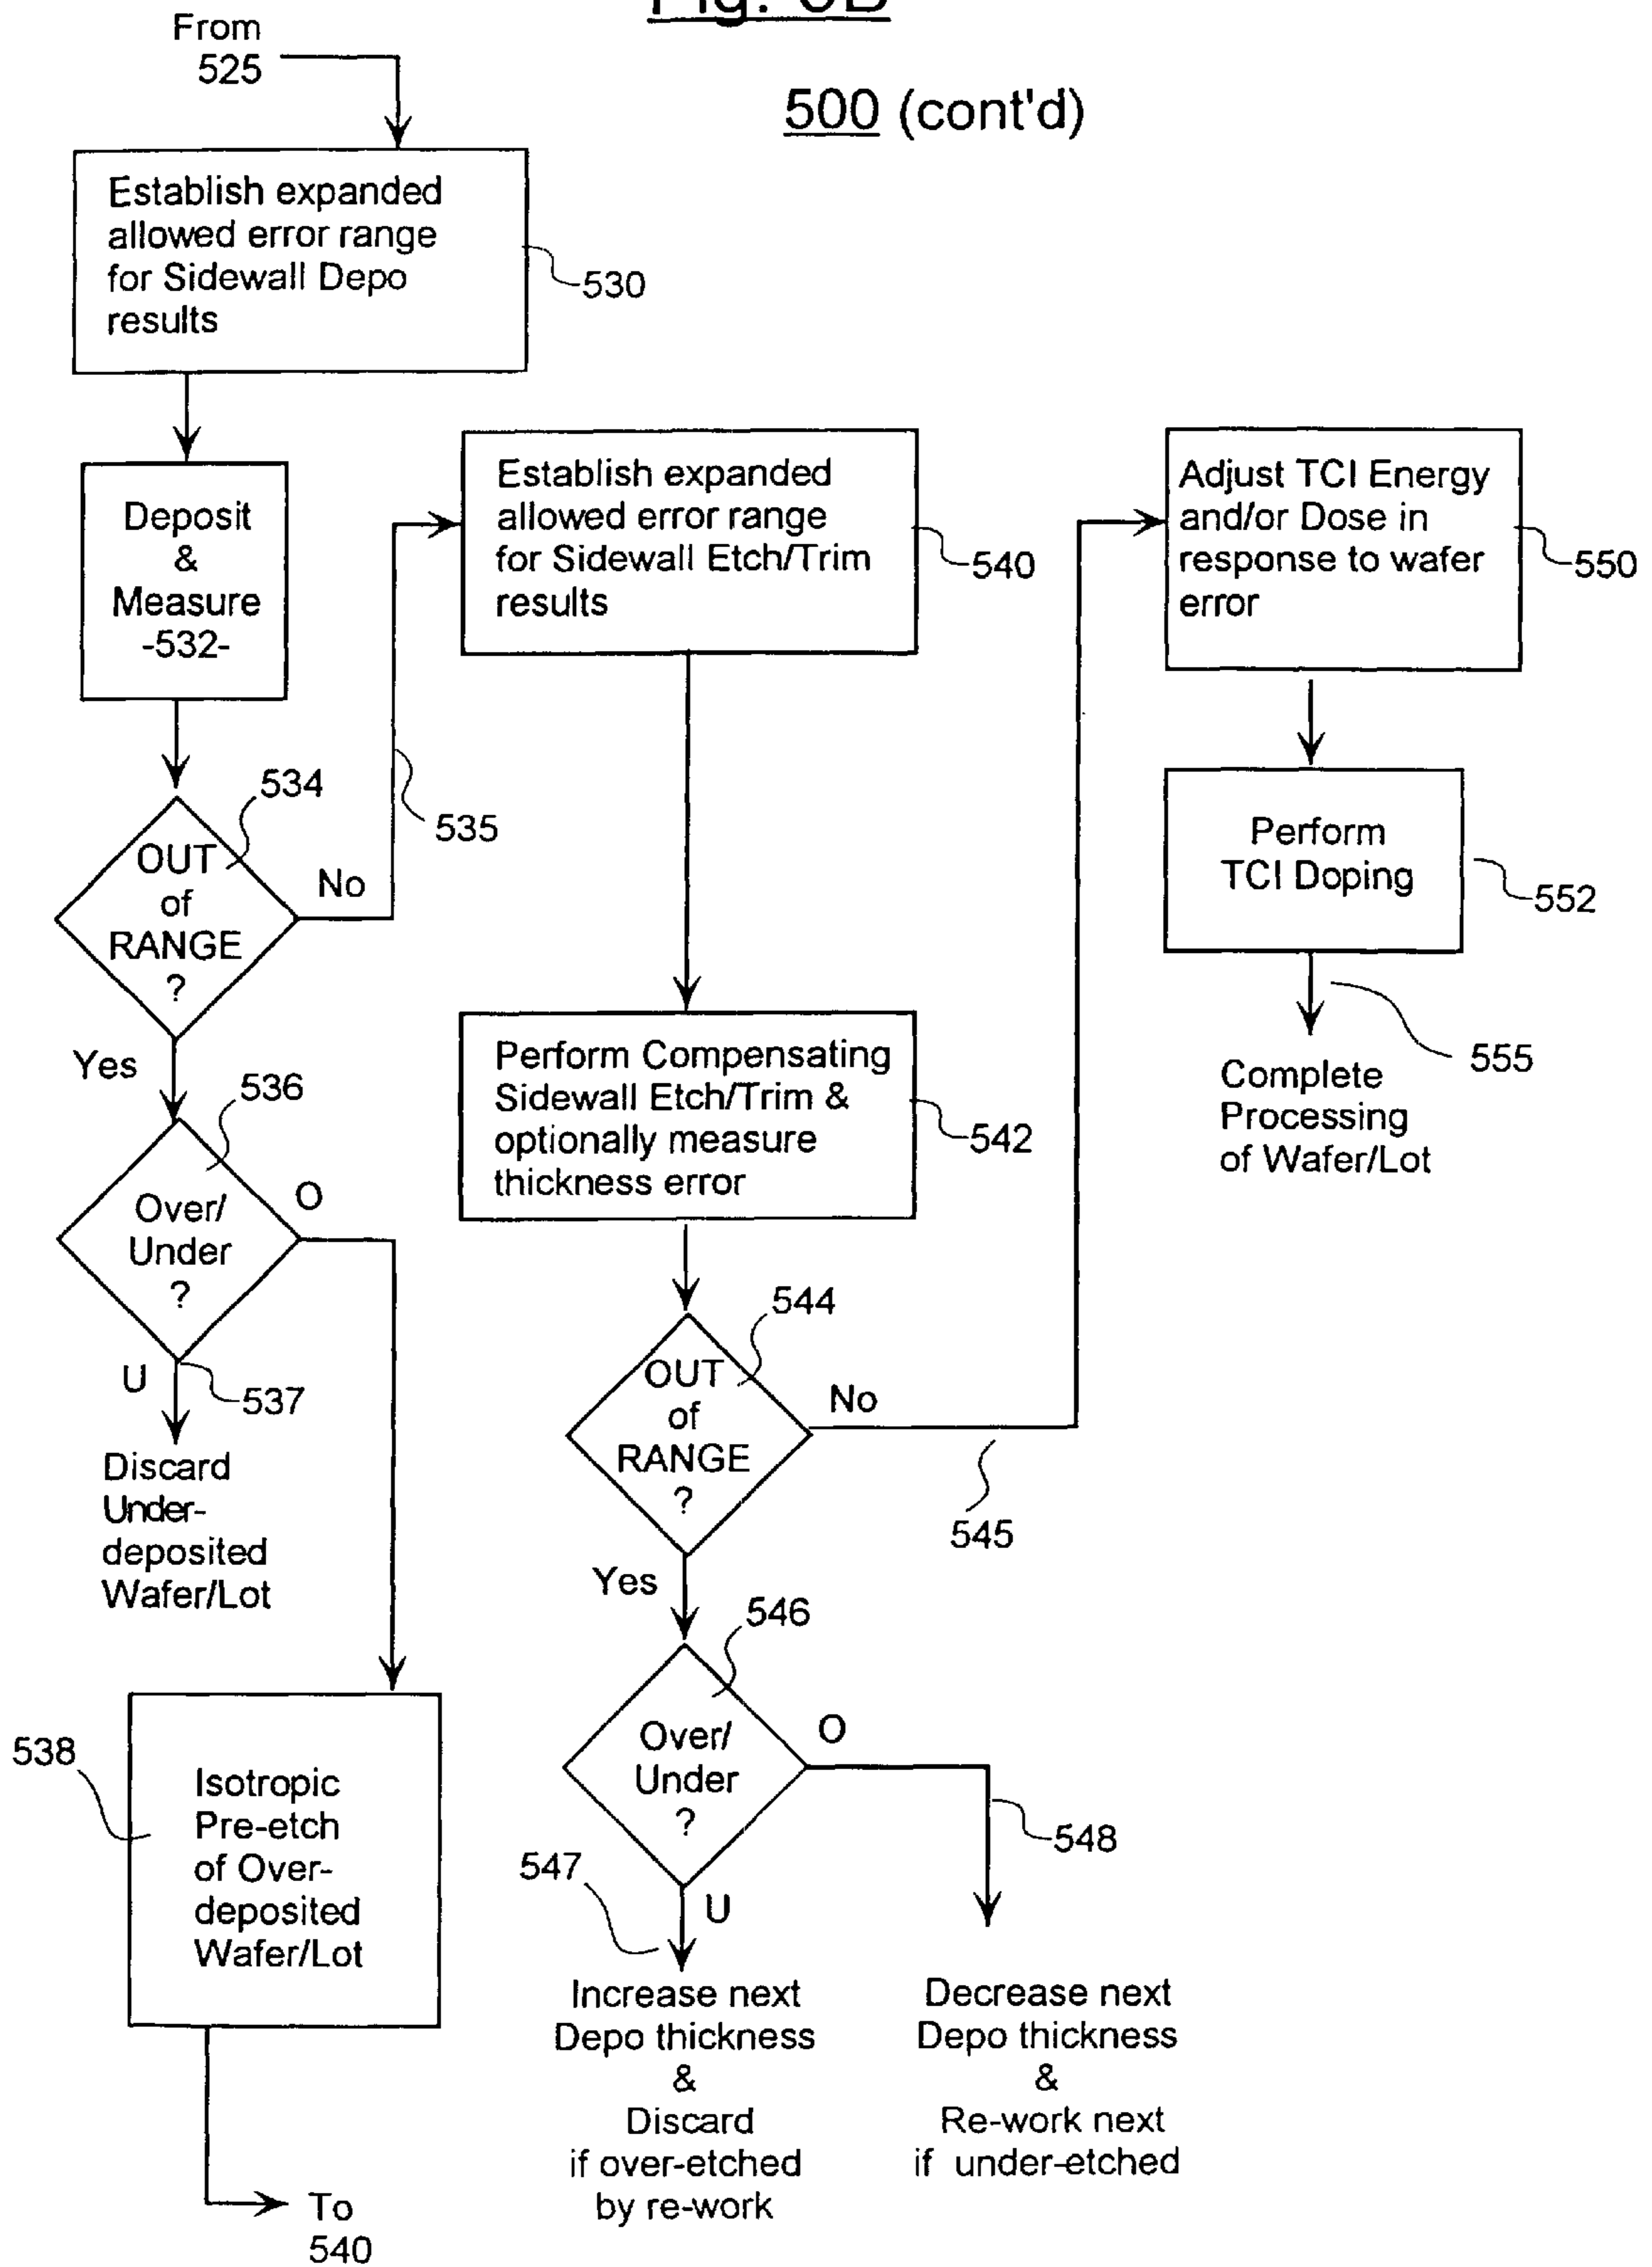 From
525
500 (cont'd)
Establish expanded
allowed error range
for Sidewall Depo
results
530
Deposit
&
Measure
-532-
534
OUT
of
RANGE
?
No
535
Yes
536
Over/
Under
?
O
U
537
Discard
Under-
deposited
Wafer/Lot
538
Isotropic
Pre-etch
of Over-
deposited
Wafer/Lot
To
540
Establish expanded
allowed error range
for Sidewall Etch/Trim
results
540
Perform Compensating
Sidewall Etch/Trim &
optionally measure
thickness error
542
544
OUT
of
RANGE
?
No
545
Yes
546
Over/
Under
?
O
548
547
U
Increase next
Depo thickness
&
Discard
if over-etched
by re-work
Decrease next
Depo thickness
&
Re-work next
if under-etched
Adjust TCI Energy
and/or Dose in
response to wafer
error
550
Perform
TCI Doping
552
555
Complete
Processing
of Wafer/Lot